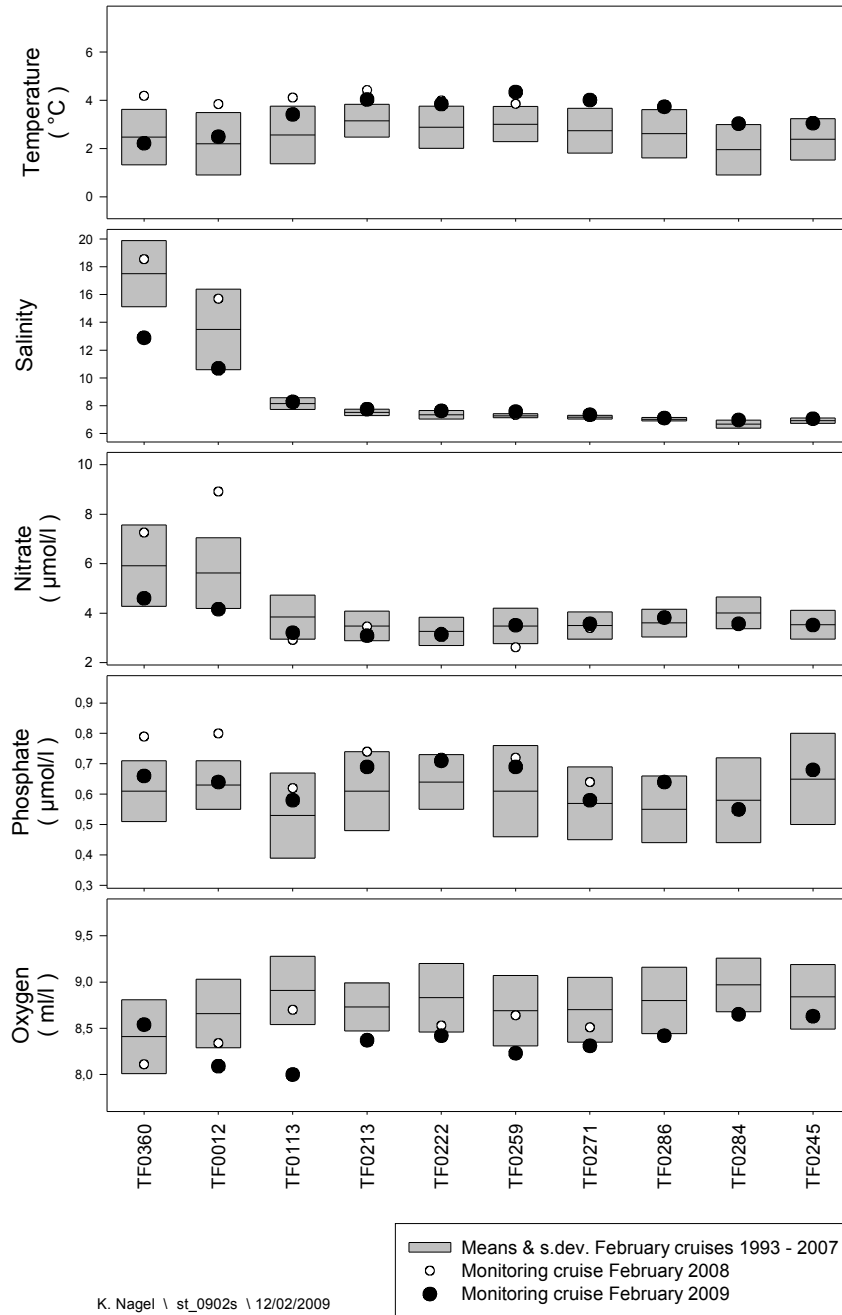 Temperature
( °C )
6
4
2
0
Salinity
20
18
16
14
12
10
8
6
Nitrate
( µmol/l )
10
8
6
4
2
Phosphate
( µmol/l )
0,9
0,8
0,7
0,6
0,5
0,4
0,3
Oxygen
( ml/l )
9,5
9,0
8,5
8,0
TF0360
TF0012
TF0113
TF0213
TF0222
TF0259
TF0271
TF0286
TF0284
TF0245
Means & s.dev. February cruises 1993 - 2007
Monitoring cruise February 2008
Monitoring cruise February 2009
K. Nagel \ st_0902s \ 12/02/2009